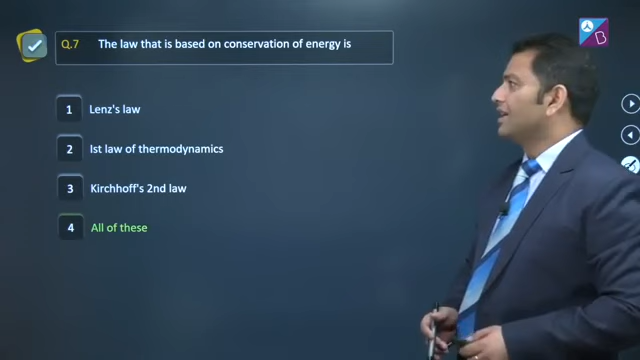 Q.7 The law that is based on conservation of energy is
1 Lenz's law
2 Ist law of thermodynamics
3 Kirchhoff's 2nd law
4 All of these
B